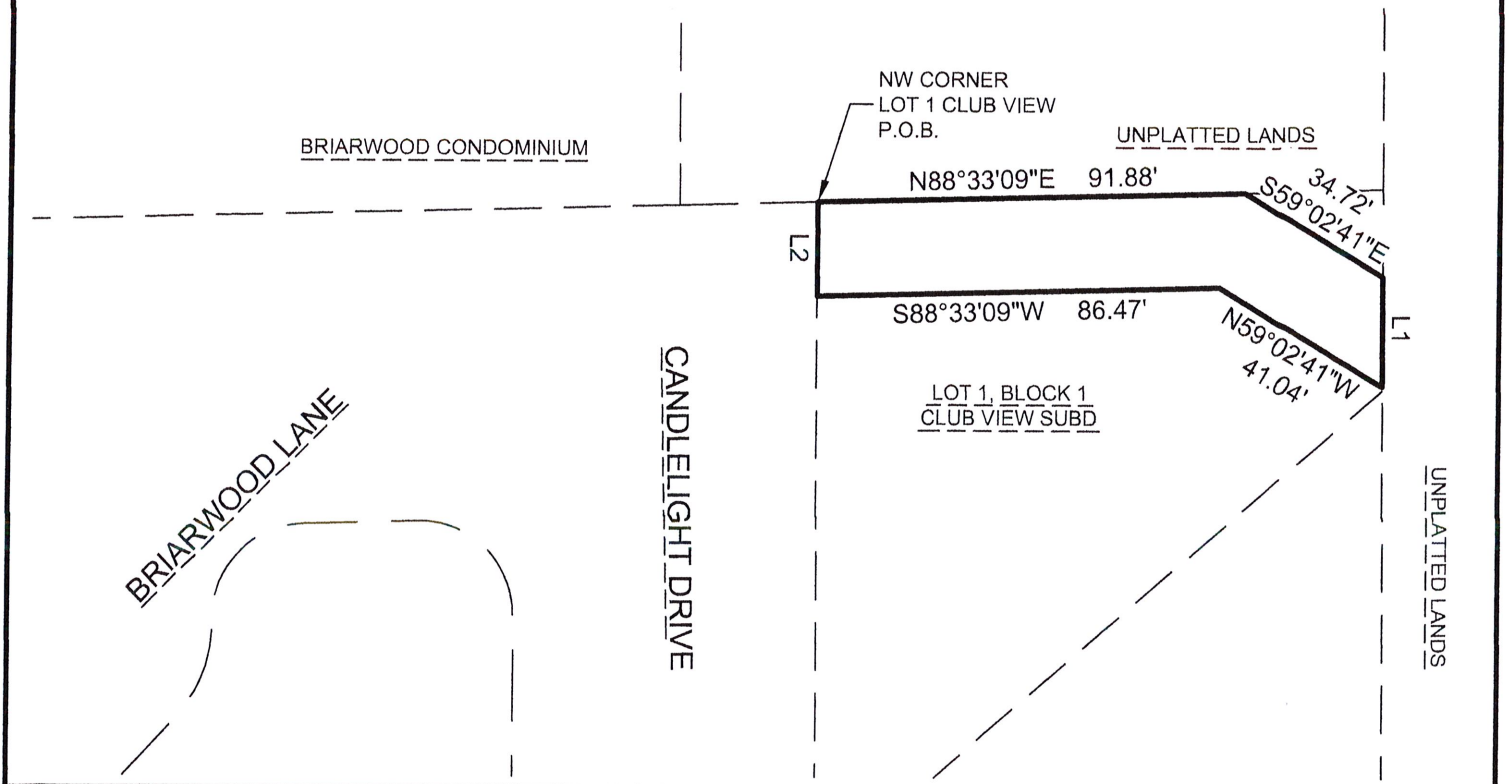 NW CORNER
LOT 1 CLUB VIEW
P.O.B.
BRIARWOOD CONDOMINIUM
UNPLATTED LANDS
N88°33'09"E 91.88'
34.72'
S59°02'41"E
L2
L1
S88°33'09"W 86.47'
N59°02'41"W
41.04'
LOT 1, BLOCK 1
CLUB VIEW SUBD
CANDLELIGHT DRIVE
BRIARWOOD LANE
UNPLATTED LANDS